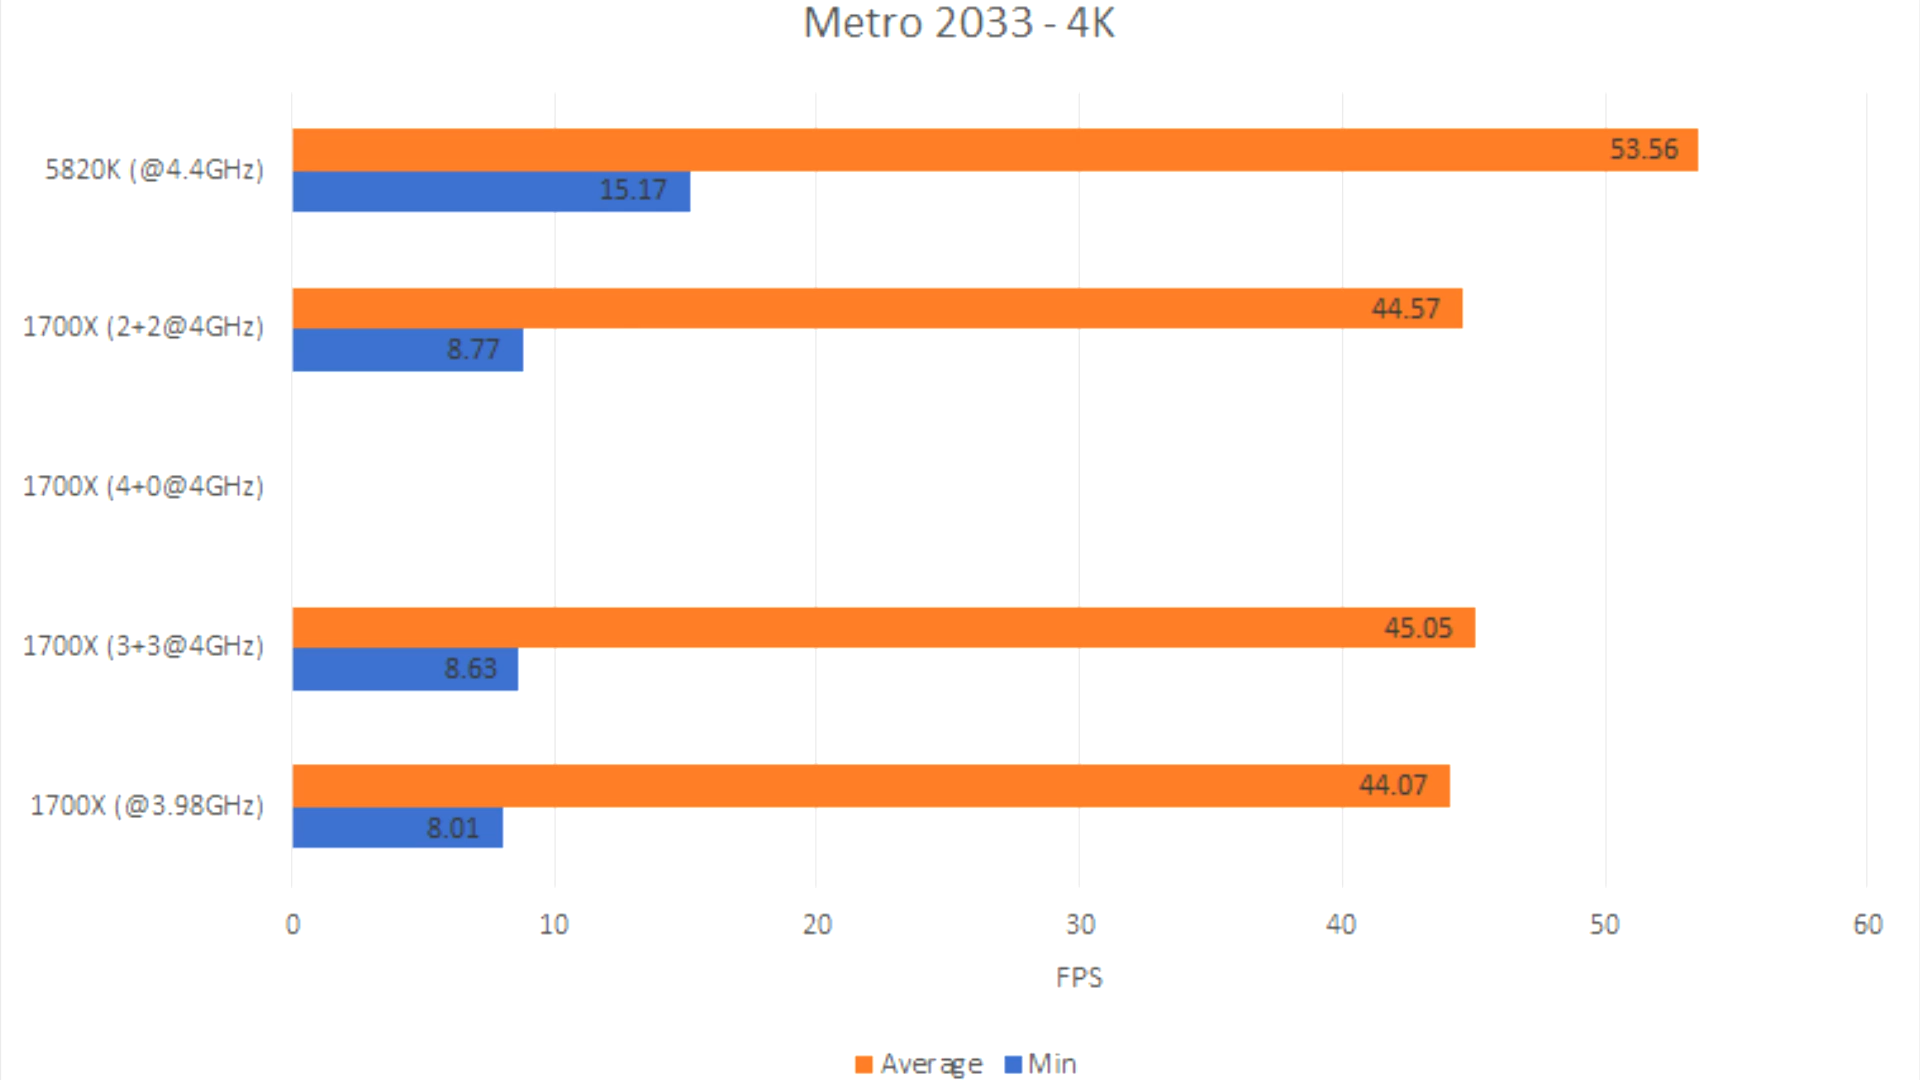 Metro 2033 - 4K
5820K (@4.4GHz)
53.56
15.17
1700X (2+2@4GHz)
44.57
8.77
1700X (4+0@4GHz)
1700X (3+3@4GHz)
45.05
8.63
1700X (@3.98GHz)
44.07
8.01
0 10 20 30 40 50 60
FPS
Average Min